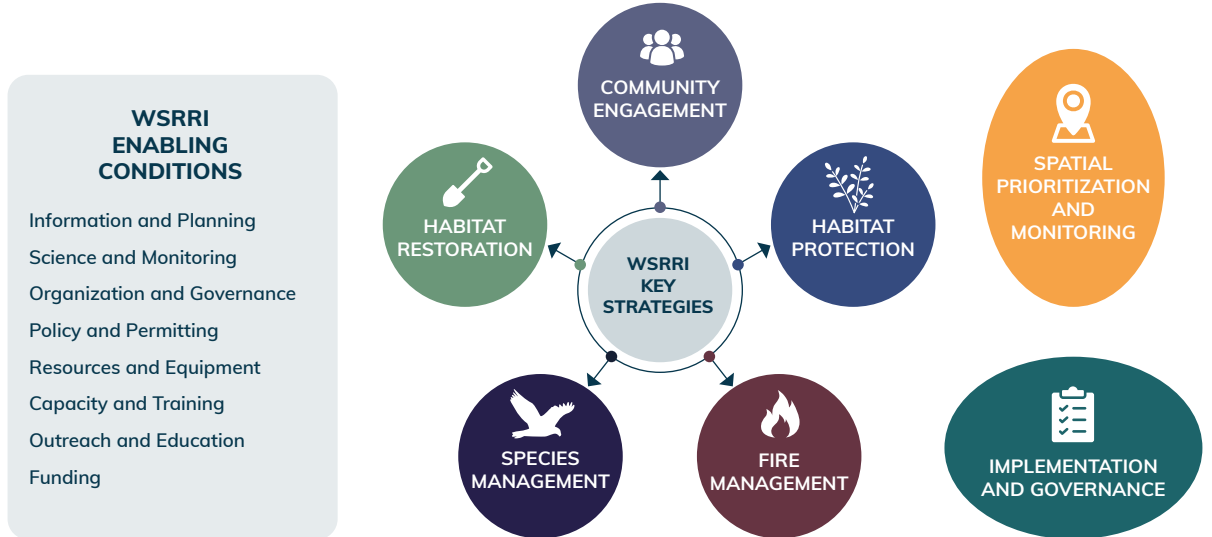 WSRRI
ENABLING
CONDITIONS
Information and Planning
Science and Monitoring
Organization and Governance
Policy and Permitting
Resources and Equipment
Capacity and Training
Outreach and Education
Funding
COMMUNITY
ENGAGEMENT
HABITAT
RESTORATION
HABITAT
PROTECTION
WSRRI
KEY
STRATEGIES
SPECIES
MANAGEMENT
FIRE
MANAGEMENT
SPATIAL
PRIORITIZATION
AND
MONITORING
IMPLEMENTATION
AND GOVERNANCE